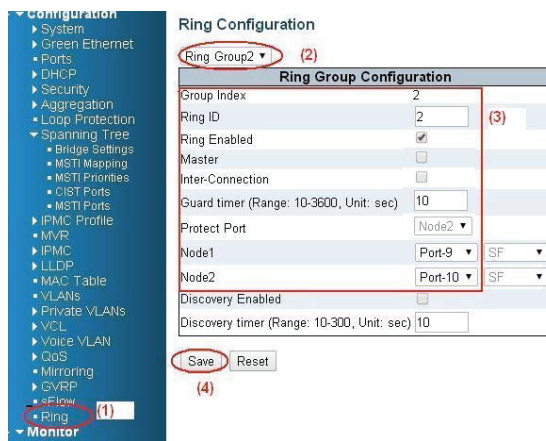 Configuration
System
Green Ethernet
Ports
DHCP
Security
Aggregation
Loop Protection
Spanning Tree
Bridge Settings
MSTI Mapping
MSTI Priorities
CIST Ports
MSTI Ports
IPMC Profile
MVR
IPMC
LLDP
MAC Table
VLANs
Private VLANs
VCL
Voice VLAN
QoS
Mirroring
GVRP
sFlow
Ring (1)
Monitor
Ring Configuration
Ring Group2 (2)
Ring Group Configuration
Group Index 2
Ring ID 2 (3)
Ring Enabled
Master
Inter-Connection
Guard timer (Range: 10-3600, Unit: sec) 10
Protect Port Node2
Node1 Port-9 SF
Node2 Port-10 SF
Discovery Enabled
Discovery timer (Range: 10-300, Unit: sec) 10
Save Reset
(4)